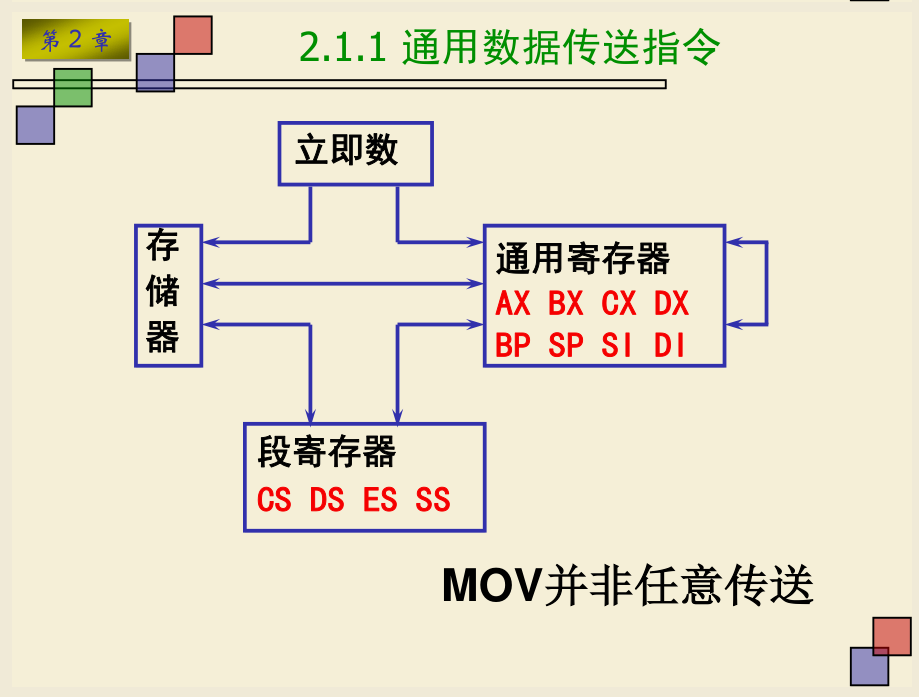 第 2 章
2.1.1 通用数据传送指令
立即数
存
储
器
通用寄存器
AX BX CX DX
BP SP SI DI
段寄存器
CS DS ES SS
MOV并非任意传送